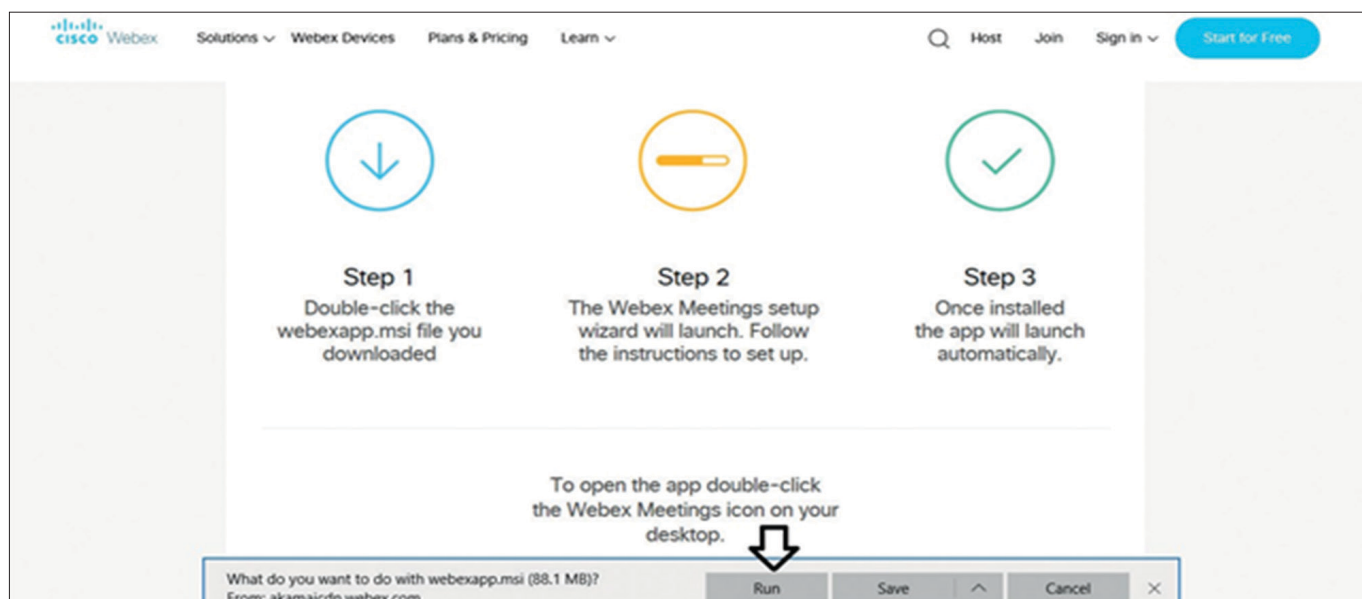 CISCO Webex Solutions Webex Devices Plans & Pricing Learn Host Join Sign in Start for Free
Step 1
Double-click the
webexapp.msi file you
downloaded
Step 2
The Webex Meetings setup
wizard will launch. Follow
the instructions to set up.
Step 3
Once installed
the app will launch
automatically.
To open the app double-click
the Webex Meetings icon on your
desktop.
What do you want to do with webexapp.msi (88.1 MB)?
From: akamaicdn.webex.com
Run Save Cancel